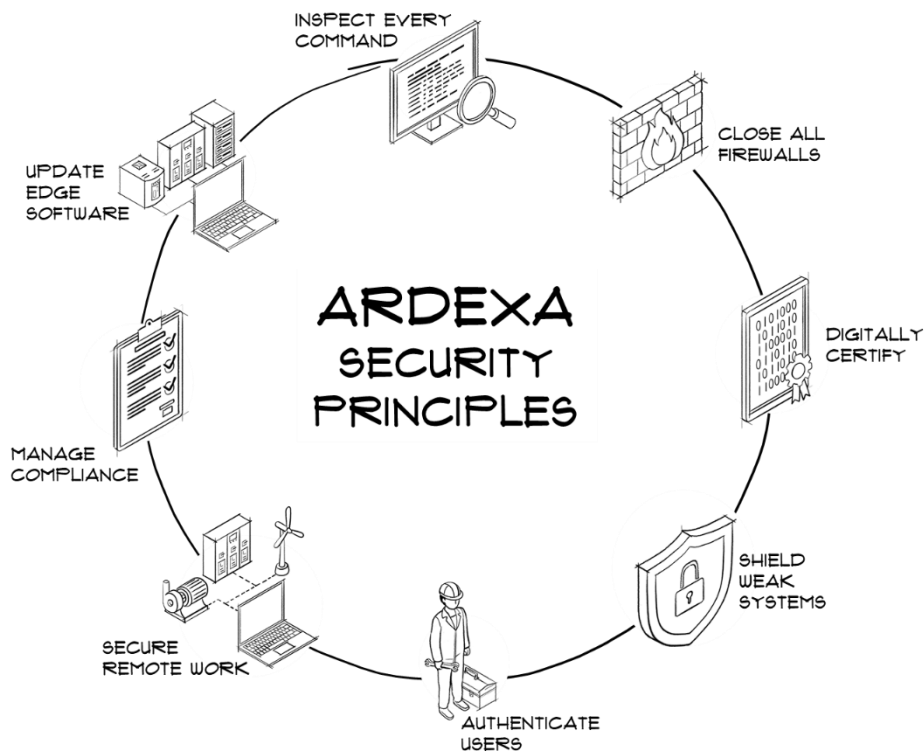 INSPECT EVERY
COMMAND
CLOSE ALL
FIREWALLS
DIGITALLY
CERTIFY
SHIELD
WEAK
SYSTEMS
AUTHENTICATE
USERS
SECURE
REMOTE WORK
MANAGE
COMPLIANCE
UPDATE
EDGE
SOFTWARE
ARDEXA
SECURITY
PRINCIPLES